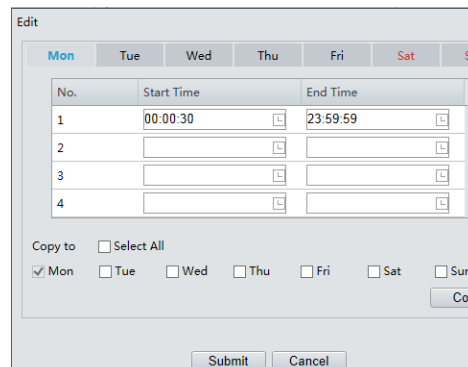 Edit
Mon Tue Wed Thu Fri Sat
No. Start Time End Time
1 00:00:30 23:59:59
2
3
4
Copy to Select All
Mon Tue Wed Thu Fri Sat Sun
Submit Cancel